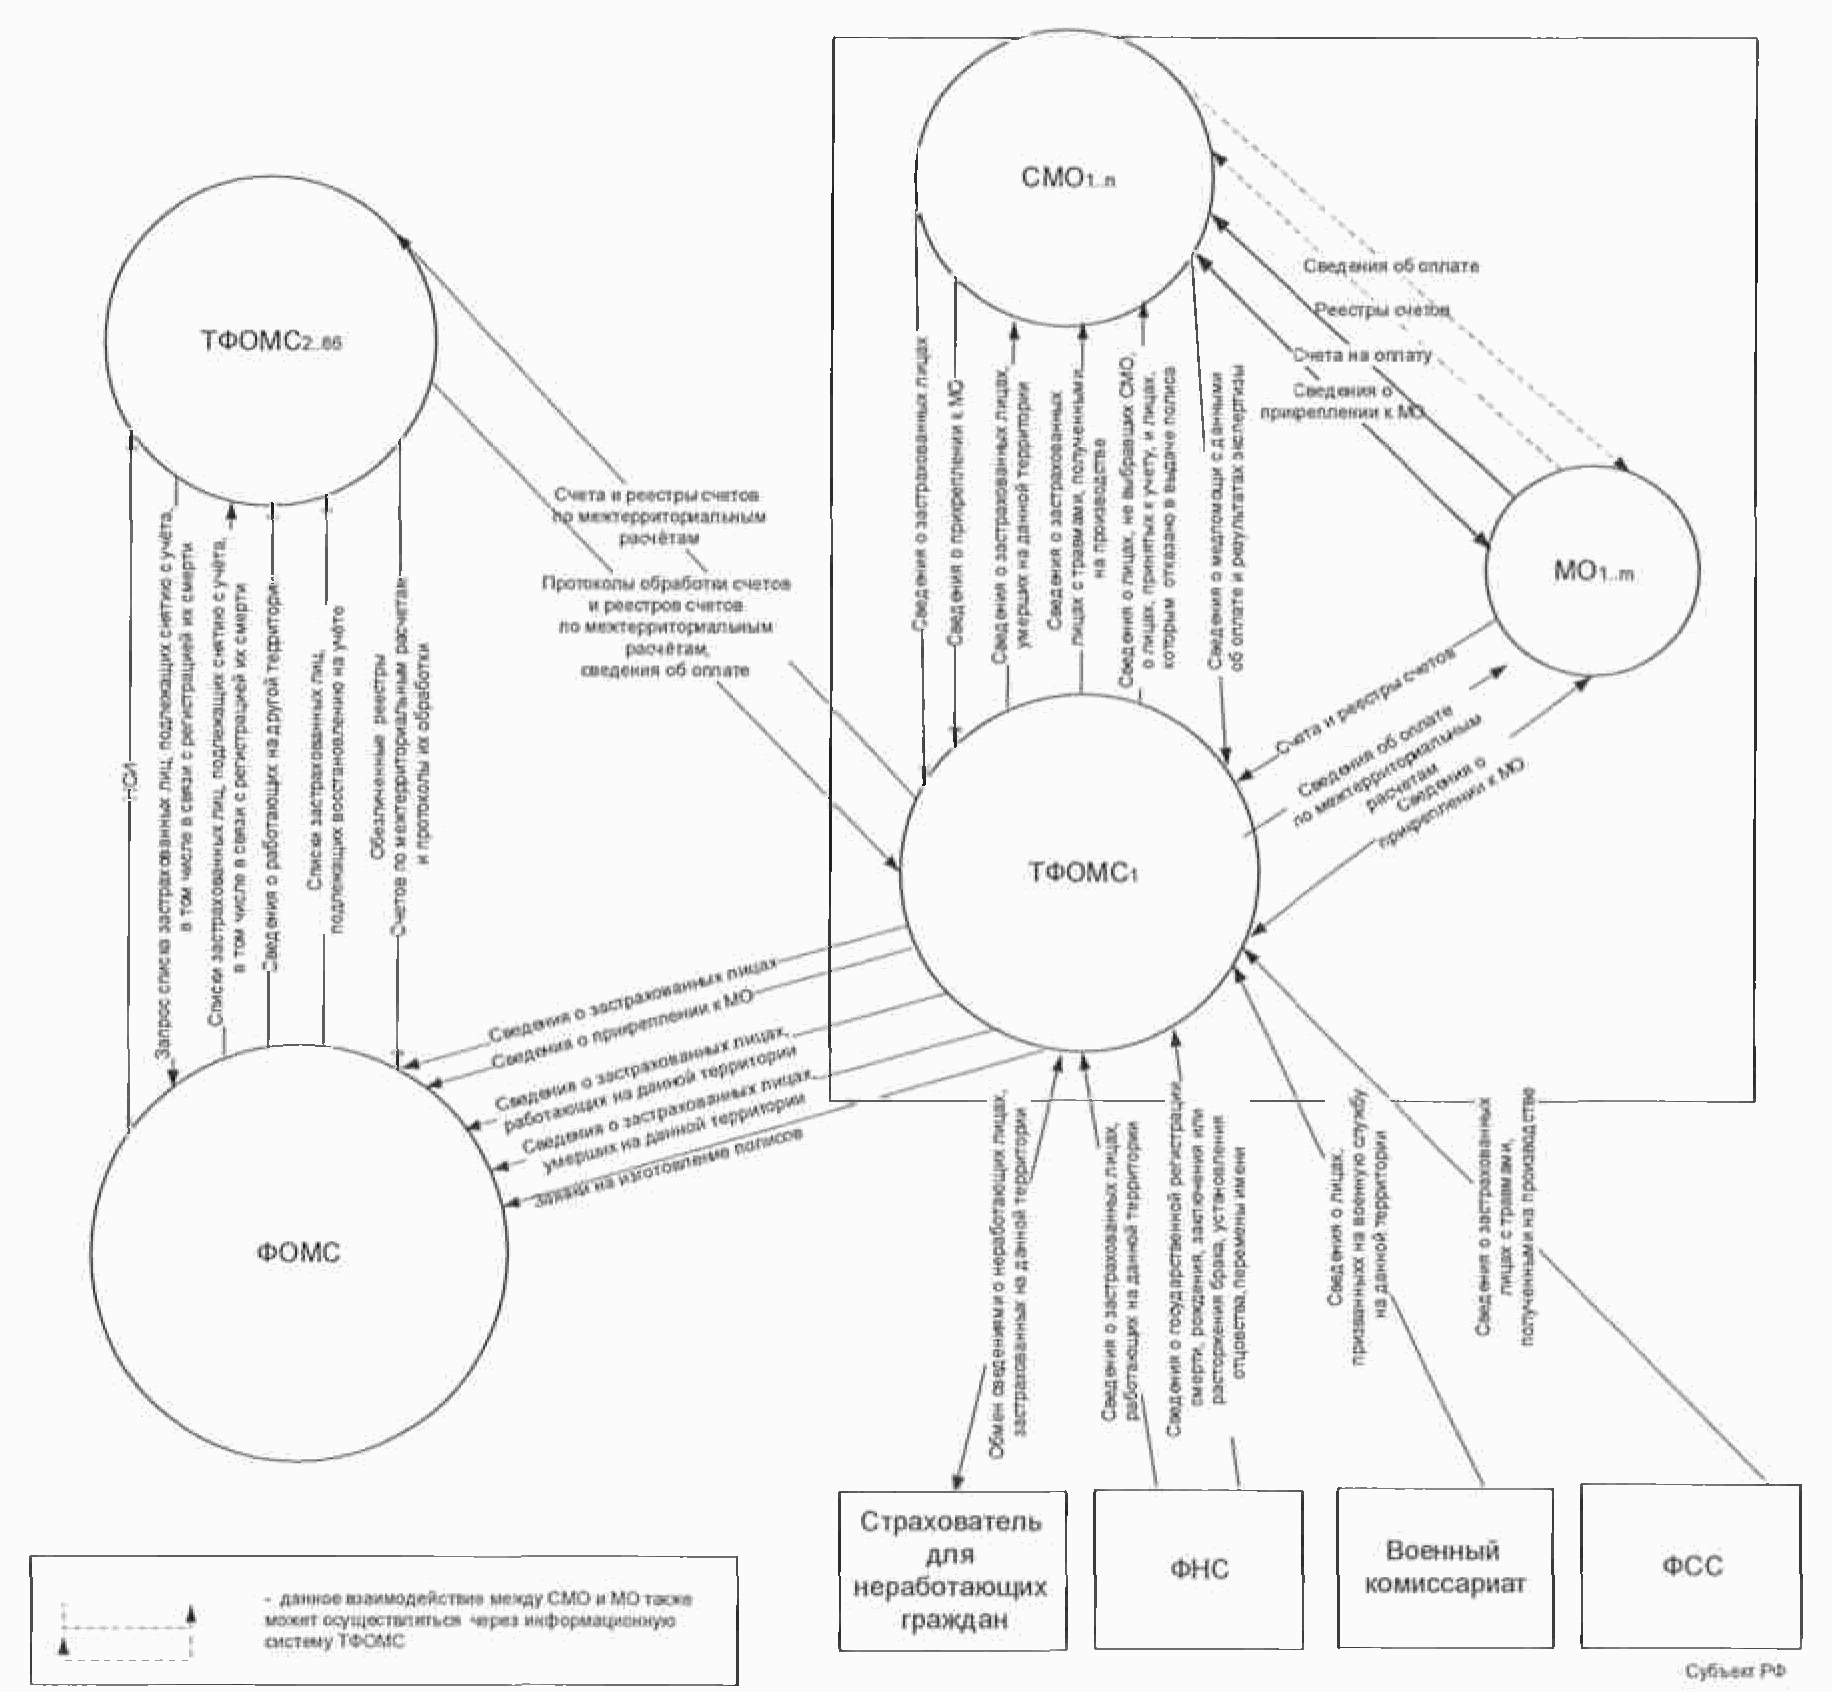 СМО1..n
Сведения об оплате
Реестры счетов
Счета на оплату
Сведения о
прикреплении к МО
МО1..m
ТФОМС2..86
Счета и реестры счетов
по межтерриториальным
расчётам
Протоколы обработки счетов
и реестров счетов
по межтерриториальным
расчётам,
сведения об оплате
Сведения о застрахованных лицах
Сведения о прикреплении к МО
Сведения о застрахованных лицах,
умерших на данной территории
Сведения о застрахованных
лицах с травмами, полученными
на производстве
Сведения о лицах, не выбравших СМО,
о лицах, принятых к учету, и лицах,
которым отказано в выдаче полиса
Сведения о медпомощи с данными
об оплате и результатах экспертизы
Счета и реестры счетов
Сведения об оплате
по межтерриториальным
расчетам
Сведения о
прикреплении к МО
ТФОМС1
НСИ
Запрос списка застрахованных лиц, подлежащих снятию с учёта,
в том числе в связи с регистрацией их смерти
Списки застрахованных лиц, подлежащих снятию с учёта,
в том числе в связи с регистрацией их смерти
Сведения о работающих на другой территори
Списки застрахованных лиц,
подлежащих восстановлению на учёте
Обезличенные реестры
Счетов по межтерриториальным расчетам
и протоколы их обработки
Сведения о застрахованных лицах
Сведения о прикреплении к МО
Сведения о застрахованных лицах,
работающих на данной территории
Сведения о застрахованных лицах,
умерших на данной территории
Заявки на изготовление полисов
ФОМС
Обмен сведениями о неработающих лицах,
застрахованных на данной территории
Сведения о застрахованных лицах,
работающих на данной территории
Сведения о государственной регистрации
смерти, рождения, заключения или
расторжения брака, установления
отцовства, перемены имени
Сведения о лицах,
призванных на военную службу
на данной территории
Сведения о застрахованных
лицах с травмами,
полученными на производстве
Страхователь
для
неработающих
граждан
ФНС
Военный
комиссариат
ФСС
- данное взаимодействие между СМО и МО также
может осуществляться через информационную
систему ТФОМС
Субъект РФ